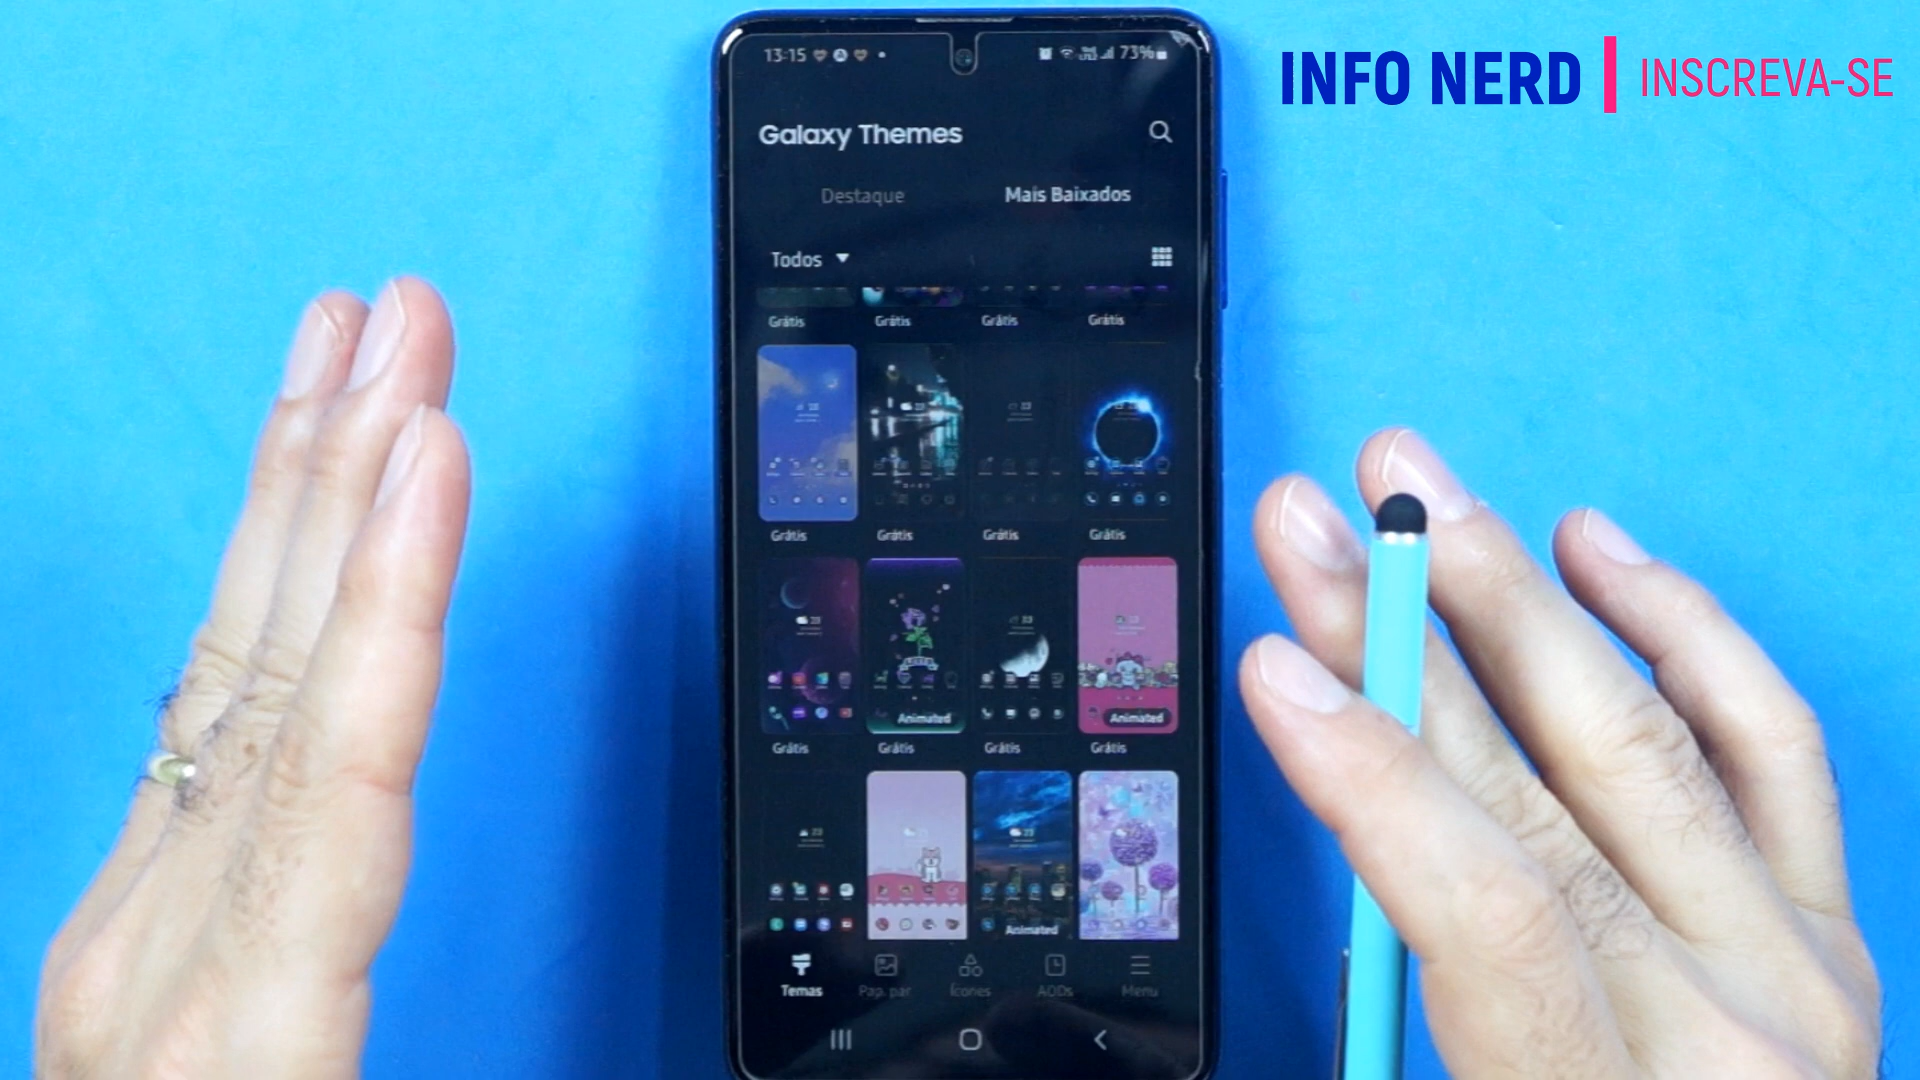 INFO NERD | INSCREVA-SE
13:15
73%
Galaxy Themes
Destaque
Mais Baixados
Todos
Grátis
Grátis
Grátis
Grátis
Grátis
Grátis
Grátis
Grátis
Animated
Animated
Grátis
Grátis
Grátis
Grátis
Animated
Temas
Pap. par
Ícones
AODs
Menu